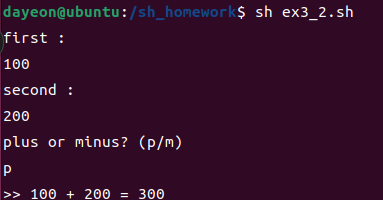 dayeon@ubuntu:/sh_homework$ sh ex3_2.sh
first :
100
second :
200
plus or minus? (p/m)
p
>> 100 + 200 = 300